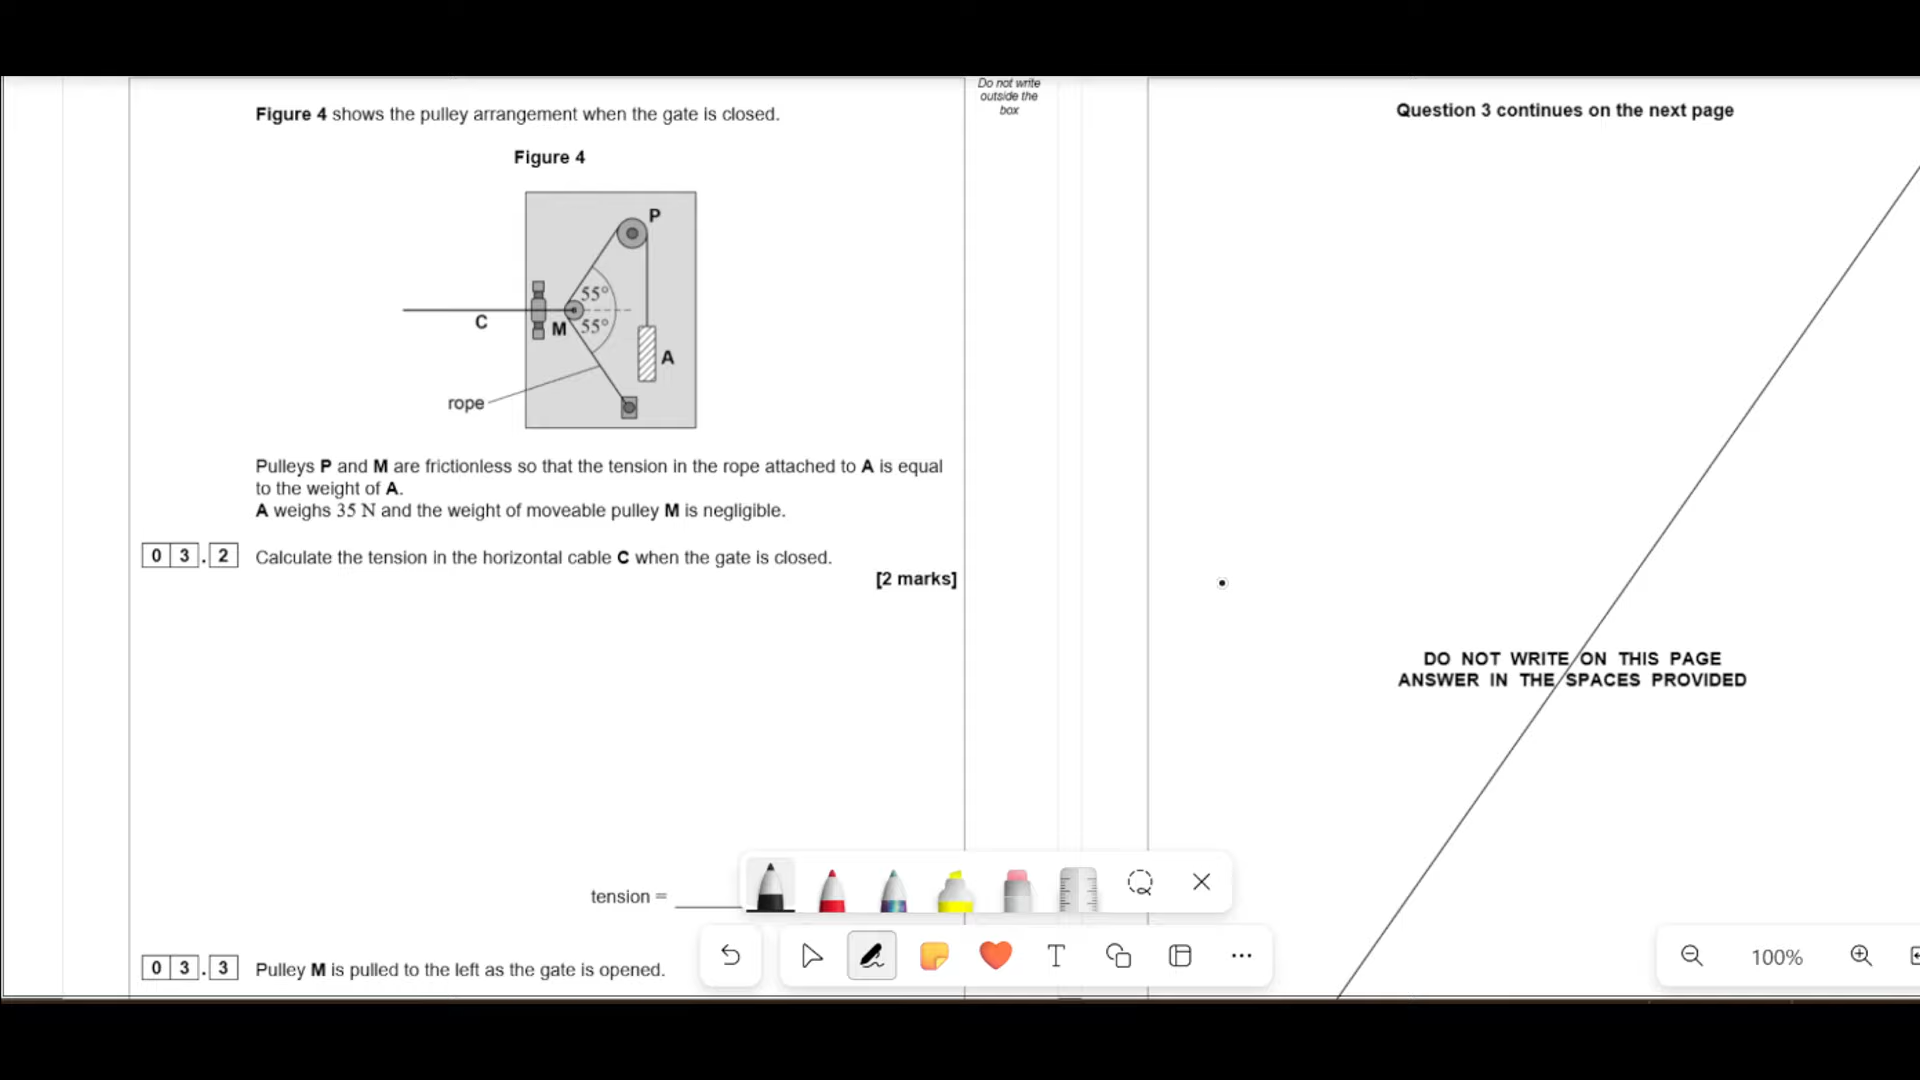 Do not write
outside the
box
Figure 4 shows the pulley arrangement when the gate is closed.
Figure 4
P
55°
C
M
55°
A
rope
Pulleys P and M are frictionless so that the tension in the rope attached to A is equal
to the weight of A.
A weighs 35 N and the weight of moveable pulley M is negligible.
0 3 . 2 Calculate the tension in the horizontal cable C when the gate is closed.
[2 marks]
tension =
0 3 . 3 Pulley M is pulled to the left as the gate is opened.
Question 3 continues on the next page
DO NOT WRITE ON THIS PAGE
ANSWER IN THE SPACES PROVIDED
T
100%